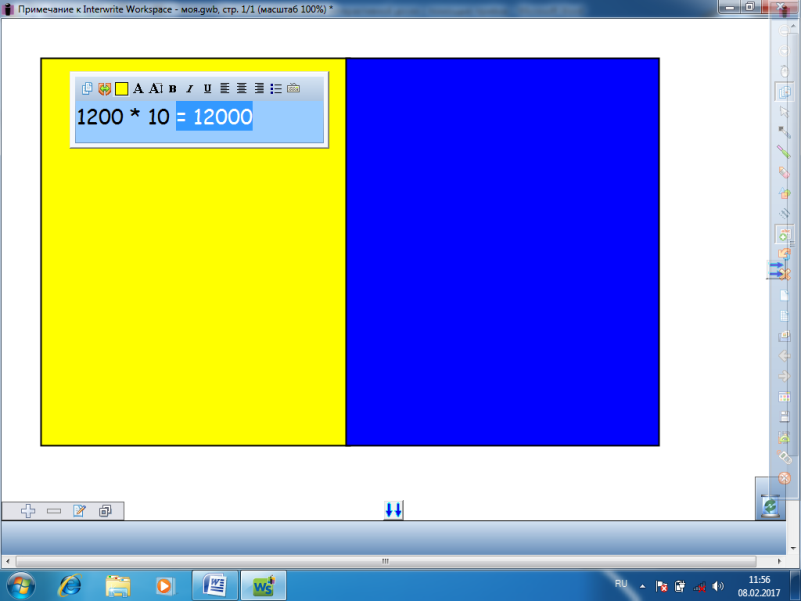 Примечание к Interwrite Workspace - моя.gwb, стр. 1/1 (масштаб 100%) *
1200 * 10 = 12000
RU
11:56
08.02.2017